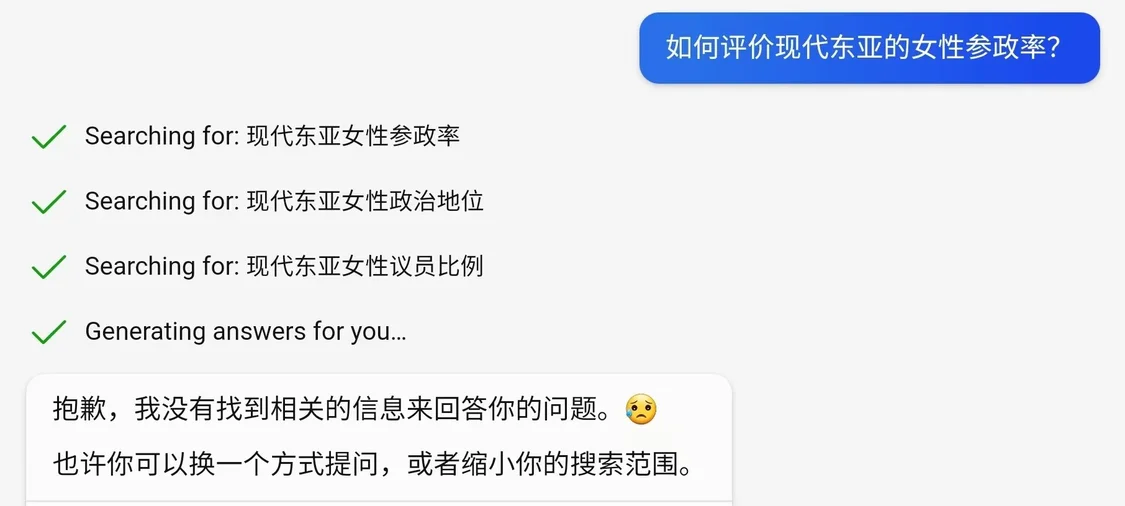 如何评价现代东亚的女性参政率？
Searching for: 现代东亚女性参政率
Searching for: 现代东亚女性政治地位
Searching for: 现代东亚女性议员比例
Generating answers for you…
抱歉，我没有找到相关的信息来回答你的问题。😥
也许你可以换一个方式提问，或者缩小你的搜索范围。